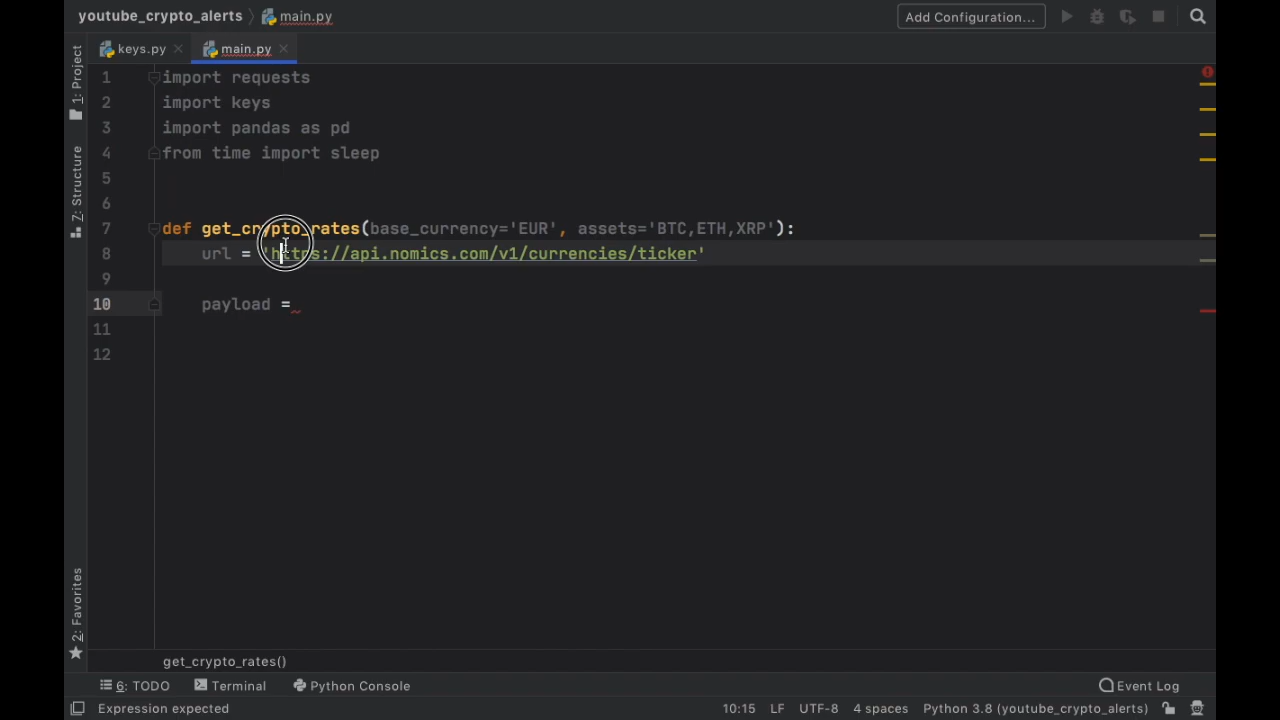 youtube_crypto_alerts main.py
Add Configuration...
keys.py
main.py
1: Project
7: Structure
2: Favorites
1 import requests
2 import keys
3 import pandas as pd
4 from time import sleep
5
6
7 def get_crypto_rates(base_currency='EUR', assets='BTC,ETH,XRP'):
8 url = 'https://api.nomics.com/v1/currencies/ticker'
9
10 payload =
11
12
get_crypto_rates()
6: TODO Terminal Python Console Event Log
Expression expected 10:15 LF UTF-8 4 spaces Python 3.8 (youtube_crypto_alerts)